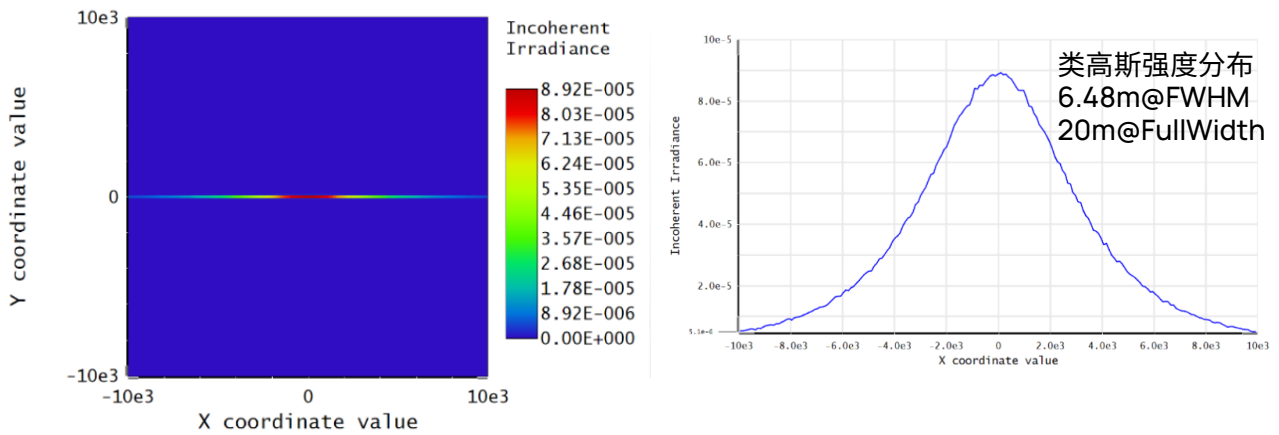 10e3
0
-10e3
Y coordinate value
-10e3
0
10e3
X coordinate value
Incoherent
Irradiance
8.92E-005
8.03E-005
7.13E-005
6.24E-005
5.35E-005
4.46E-005
3.57E-005
2.68E-005
1.78E-005
8.92E-006
0.00E+000
10e-5
8.0e-5
6.0e-5
4.0e-5
2.0e-5
5.1e-6
Incoherent Irradiance
-10e3
-8.0e3
-6.0e3
-4.0e3
-2.0e3
0
2.0e3
4.0e3
6.0e3
8.0e3
10e3
X coordinate value
类高斯强度分布
6.48m@FWHM
20m@FullWidth